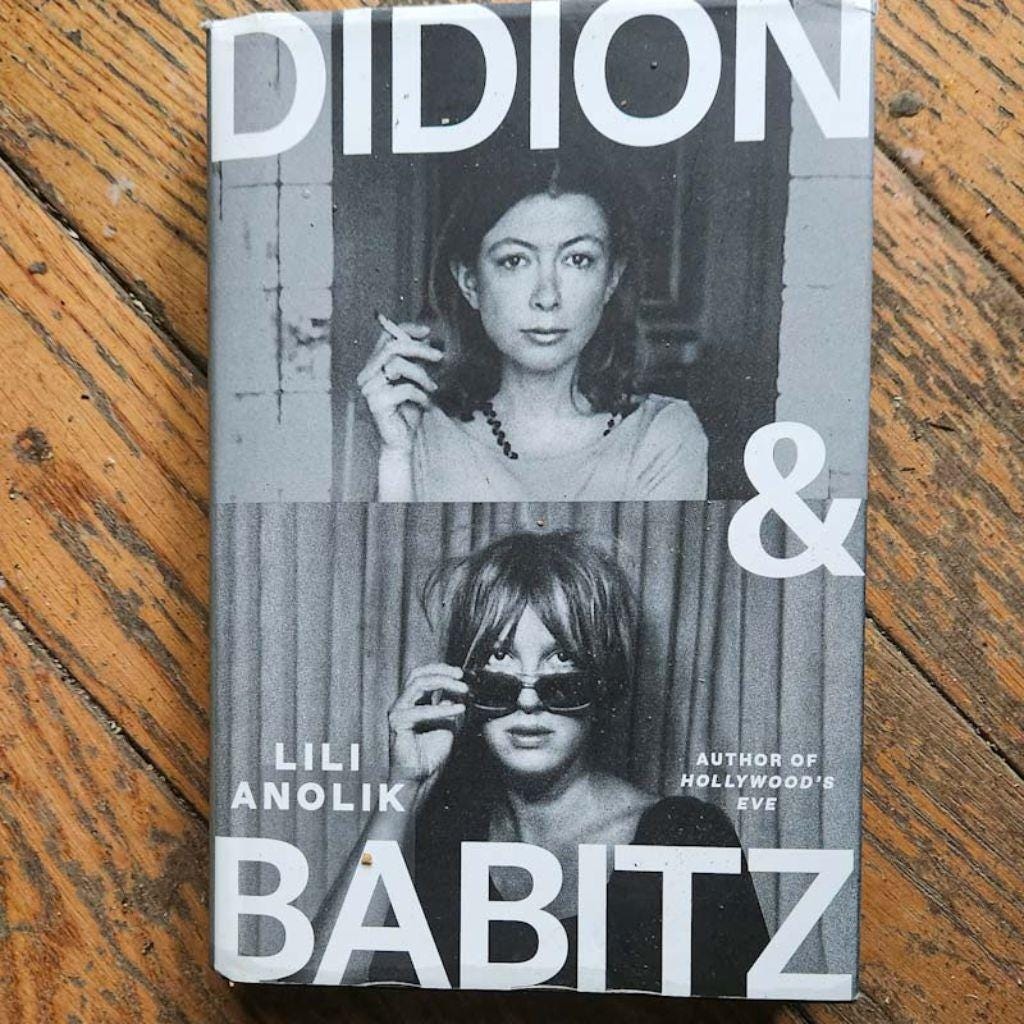 DIDION
&
LILI
ANOLIK
AUTHOR OF
HOLLYWOOD'S
EVE
BABITZ